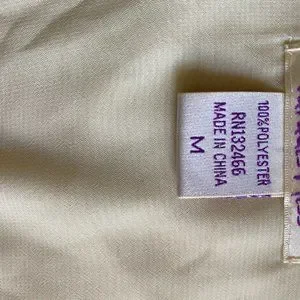 100%POLYESTER
RN132466
MADE IN CHINA
M